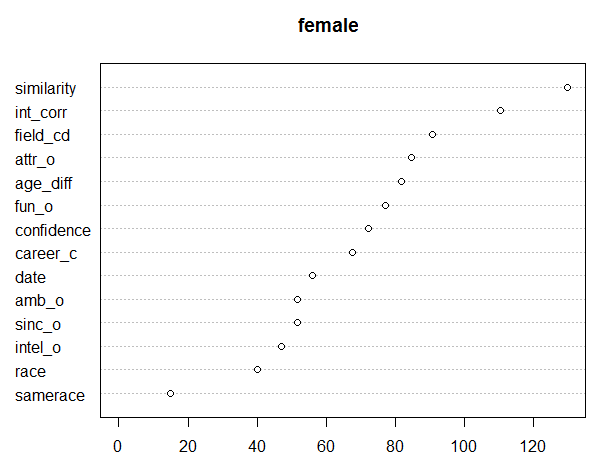 female
similarity
int_corr
field_cd
attr_o
age_diff
fun_o
confidence
career_c
date
amb_o
sinc_o
intel_o
race
samerace
0 20 40 60 80 100 120